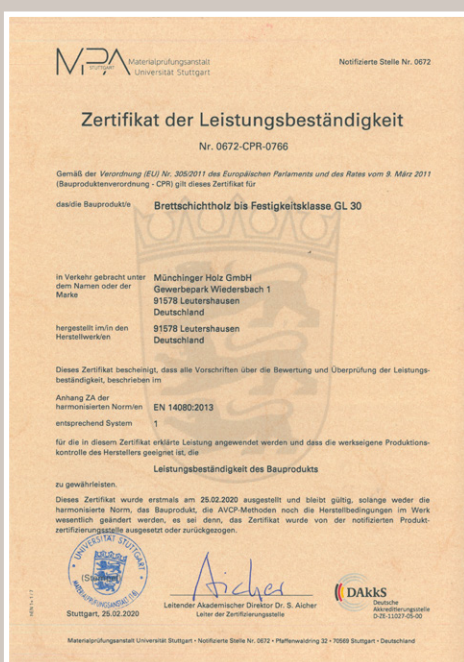 MPA
STUTTGART
Materialprüfungsanstalt
Universität Stuttgart
Notifizierte Stelle Nr. 0672
Zertifikat der Leistungsbeständigkeit
Nr. 0672-CPR-0766
Gemäß der Verordnung (EU) Nr. 305/2011 des Europäischen Parlaments und des Rates vom 9. März 2011
(Bauproduktenverordnung - CPR) gilt dieses Zertifikat für
das/die Bauprodukt/e Brettschichtholz bis Festigkeitsklasse GL 30
in Verkehr gebracht unter Münchinger Holz GmbH
dem Namen oder der Gewerbepark Wiedersbach 1
Marke 91578 Leutershausen
Deutschland
hergestellt im/in den 91578 Leutershausen
Herstellwerk/en Deutschland
Dieses Zertifikat bescheinigt, dass alle Vorschriften über die Bewertung und Überprüfung der Leistungs-
beständigkeit, beschrieben im
Anhang ZA der
harmonisierten Norm/en EN 14080:2013
entsprechend System 1
für die in diesem Zertifikat erklärte Leistung angewendet werden und dass die werkseigene Produktions-
kontrolle des Herstellers geeignet ist, die
Leistungsbeständigkeit des Bauprodukts
zu gewährleisten.
Dieses Zertifikat wurde erstmals am 25.02.2020 ausgestellt und bleibt gültig, solange weder die
harmonisierte Norm, das Bauprodukt, die AVCP-Methoden noch die Herstellbedingungen im Werk
wesentlich geändert werden, es sei denn, das Zertifikat wurde von der notifizierten Produkt-
zertifizierungsstelle ausgesetzt oder zurückgezogen.
UNIVERSITÄT STUTTGART
MATERIALPRÜFUNGSANSTALT
(Stempel)
Aicher
Stuttgart, 25.02.2020
Leitender Akademischer Direktor Dr. S. Aicher
Leiter der Zertifizierungsstelle
DAkkS
Deutsche
Akkreditierungsstelle
D-ZE-11027-05-00
Materialprüfungsanstalt Universität Stuttgart • Notifizierte Stelle Nr. 0672 • Pfaffenwaldring 32 • 70569 Stuttgart - Deutschland